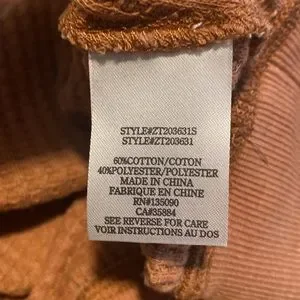 STYLE#ZT203631S
STYLE#ZT203631
60%COTTON/COTON
40%POLYESTER/POLYESTER
MADE IN CHINA
FABRIQUE EN CHINE
RN#135090
CA#35884
SEE REVERSE FOR CARE
VOIR INSTRUCTIONS AU DOS